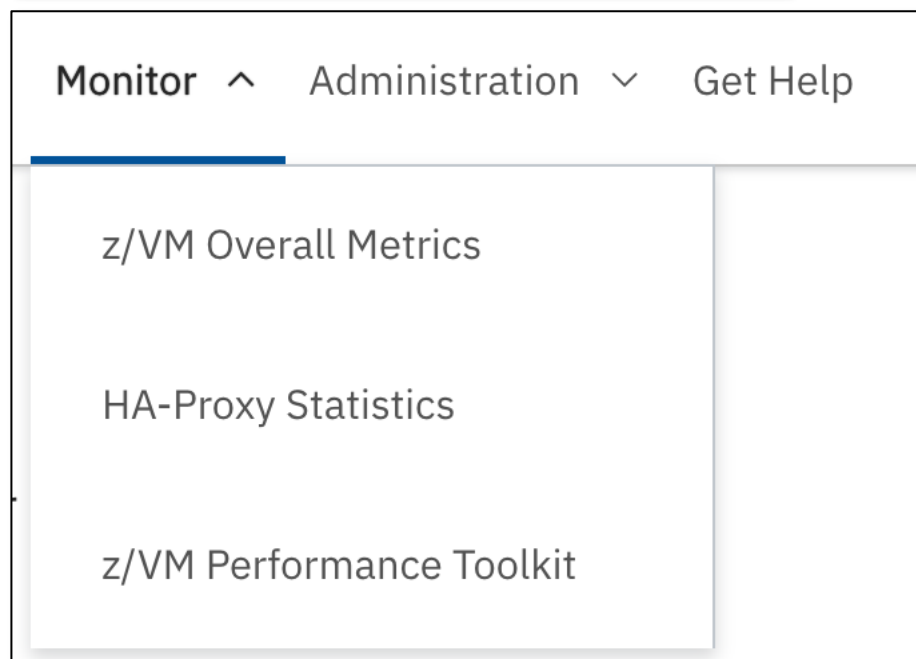 Monitor Administration Get Help
z/VM Overall Metrics
HA-Proxy Statistics
z/VM Performance Toolkit